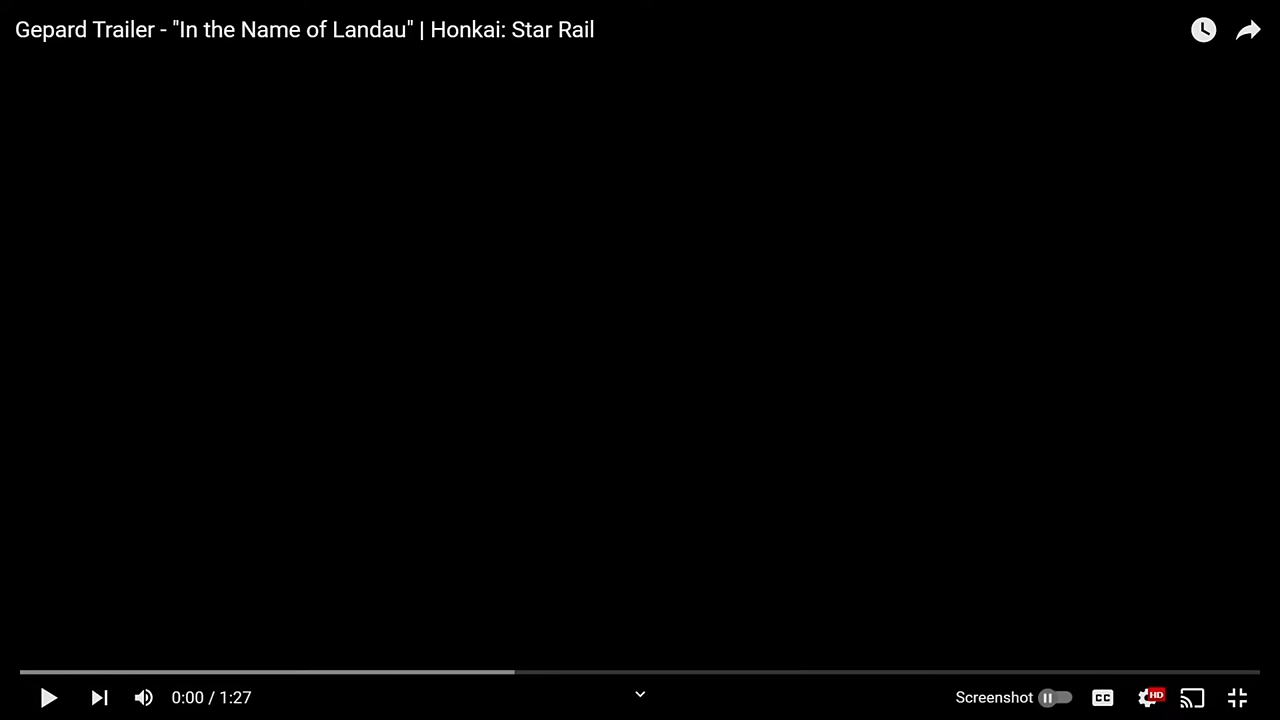 Gepard Trailer - "In the Name of Landau" | Honkai: Star Rail
0:00 / 1:27
Screenshot
CC
HD